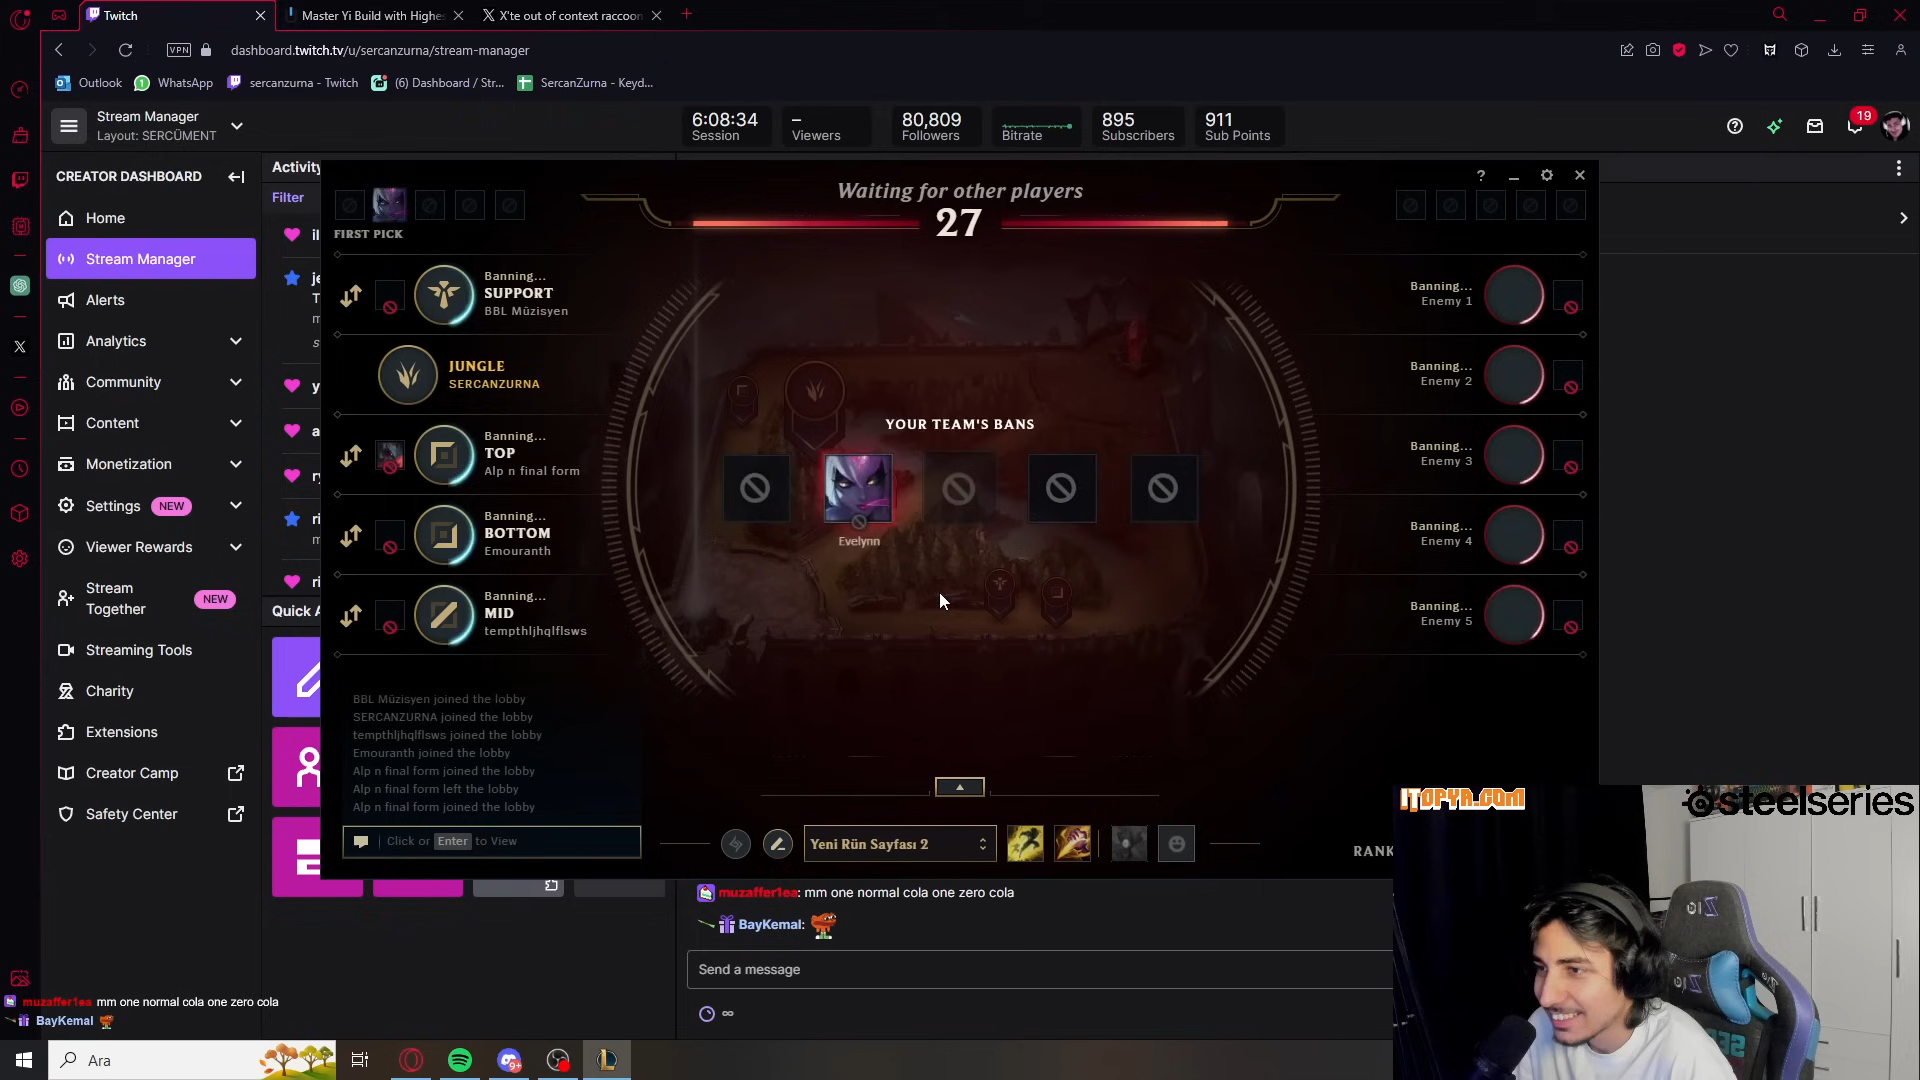 Twitch
Master Yi Build with Highes
X'te out of context raccoon
VPN
dashboard.twitch.tv/u/sercanzurna/stream-manager
Outlook
WhatsApp
sercanzurna - Twitch
(6) Dashboard / Str...
SercanZurna - Keyd...
Stream Manager
Layout: SERCÜMENT
6:08:34
Session
–
Viewers
80,809
Followers
Bitrate
895
Subscribers
911
Sub Points
19
CREATOR DASHBOARD
Home
Stream Manager
Alerts
Analytics
Community
Content
Monetization
Settings
NEW
Viewer Rewards
Stream Together
NEW
Streaming Tools
Charity
Extensions
Creator Camp
Safety Center
Activity
Filter
Quick A
Waiting for other players
27
FIRST PICK
Banning...
SUPPORT
BBL Müzisyen
JUNGLE
SERCANZURNA
Banning...
TOP
Alp n final form
Banning...
BOTTOM
Emouranth
Banning...
MID
tempthljhqlflsws
YOUR TEAM'S BANS
Evelynn
Banning...
Enemy 1
Banning...
Enemy 2
Banning...
Enemy 3
Banning...
Enemy 4
Banning...
Enemy 5
BBL Müzisyen joined the lobby
SERCANZURNA joined the lobby
tempthljhqlflsws joined the lobby
Emouranth joined the lobby
Alp n final form joined the lobby
Alp n final form left the lobby
Alp n final form joined the lobby
Click or Enter to View
Yeni Rün Sayfası 2
RANK
muzaffer1ea: mm one normal cola one zero cola
BayKemal:
Send a message
∞
muzaffer1ea mm one normal cola one zero cola
BayKemal
Ara
9+
ITOPYA.COM
steelseries